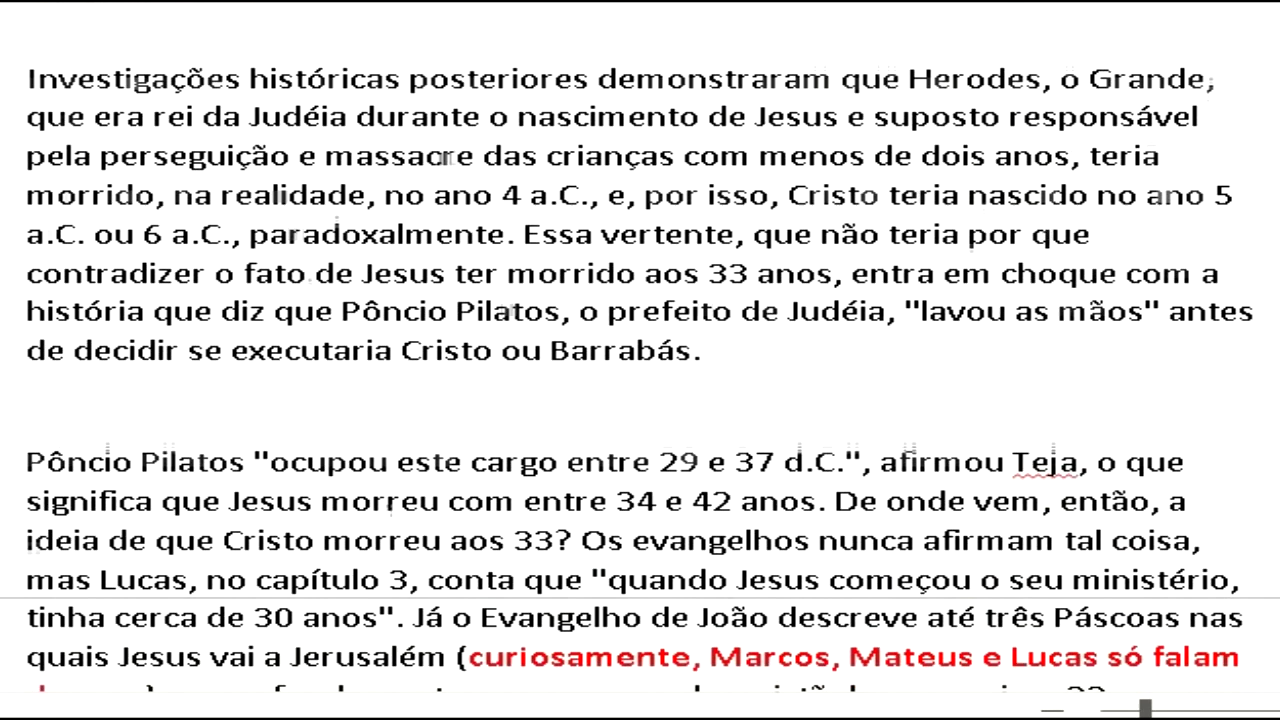 Investigações históricas posteriores demonstraram que Herodes, o Grande,
que era rei da Judéia durante o nascimento de Jesus e suposto responsável
pela perseguição e massacre das crianças com menos de dois anos, teria
morrido, na realidade, no ano 4 a.C., e, por isso, Cristo teria nascido no ano 5
a.C. ou 6 a.C., paradoxalmente. Essa vertente, que não teria por que
contradizer o fato de Jesus ter morrido aos 33 anos, entra em choque com a
história que diz que Pôncio Pilatos, o prefeito de Judéia, "lavou as mãos" antes
de decidir se executaria Cristo ou Barrabás.
Pôncio Pilatos "ocupou este cargo entre 29 e 37 d.C.", afirmou Teja, o que
significa que Jesus morreu com entre 34 e 42 anos. De onde vem, então, a
ideia de que Cristo morreu aos 33? Os evangelhos nunca afirmam tal coisa,
mas Lucas, no capítulo 3, conta que "quando Jesus começou o seu ministério,
tinha cerca de 30 anos". Já o Evangelho de João descreve até três Páscoas nas
quais Jesus vai a Jerusalém (curiosamente, Marcos, Mateus e Lucas só falam